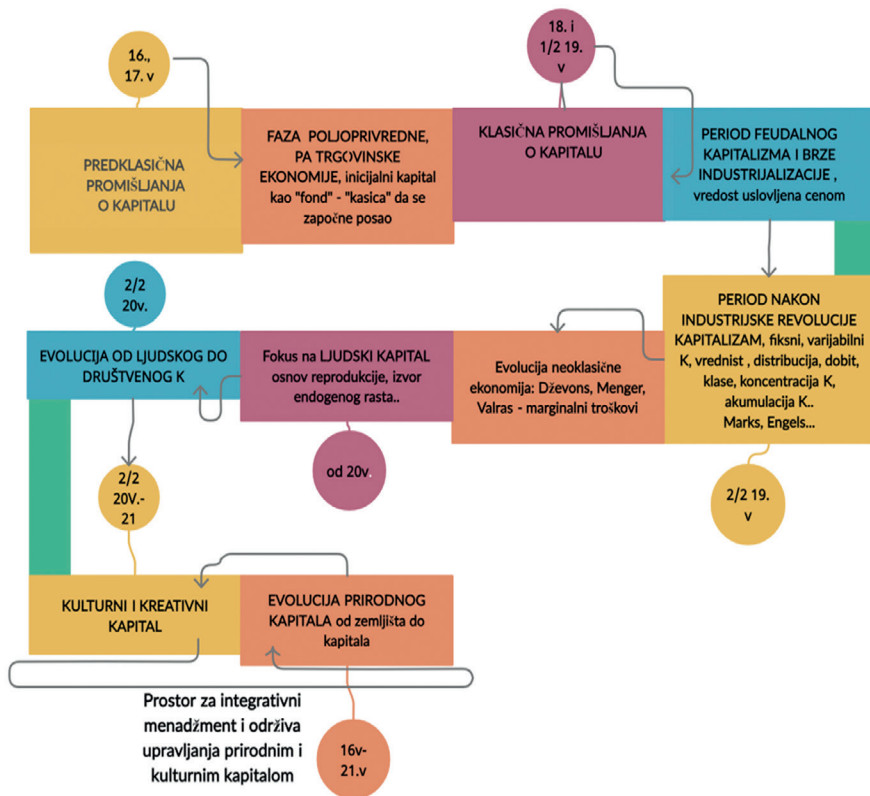 16.,
17. v
18. i
1/2 19.
v
PREDKLASIČNA
PROMIŠLJANJA
O KAPITALU
FAZA POLJOPRIVREDNE,
PA TRGOVINSKE
EKONOMIJE, inicijalni kapital
kao "fond" - "kasica" da se
započne posao
KLASIČNA PROMIŠLJANJA
O KAPITALU
PERIOD FEUDALNOG
KAPITALIZMA I BRZE
INDUSTRIJALIZACIJE ,
vredost uslovljena cenom
PERIOD NAKON
INDUSTRIJSKE REVOLUCIJE
KAPITALIZAM, fiksni, varijabilni
K, vrednist , distribucija, dobit,
klase, koncentracija K,
akumulacija K..
Marks, Engels...
2/2 19.
v
Evolucija neoklasične
ekonomija: Dževons, Menger,
Valras - marginalni troškovi
Fokus na LJUDSKI KAPITAL
osnov reprodukcije, izvor
endogenog rasta..
od 20v.
2/2
20v.
EVOLUCIJA OD LJUDSKOG DO
DRUŠTVENOG K
2/2
20V.-
21
KULTURNI I KREATIVNI
KAPITAL
EVOLUCIJA PRIRODNOG
KAPITALA od zemljišta do
kapitala
16v-
21.v
Prostor za integrativni
menadžment i održiva
upravljanja prirodnim i
kulturnim kapitalom